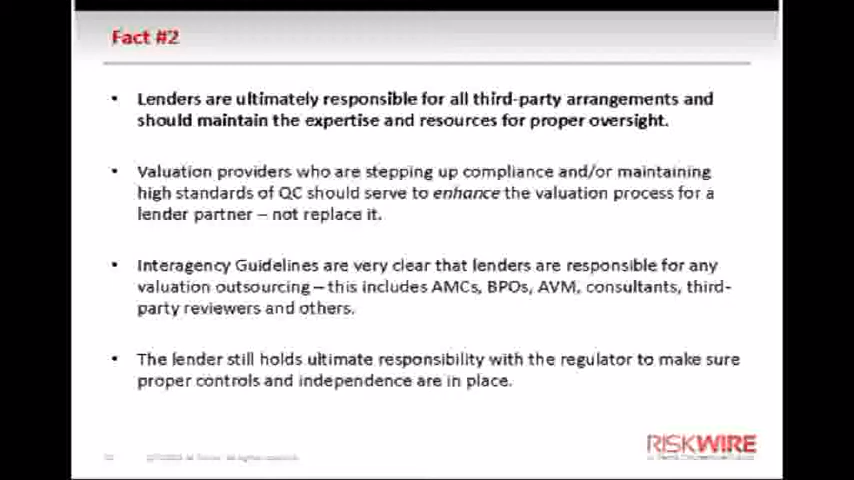 Fact #2
• Lenders are ultimately responsible for all third-party arrangements and
should maintain the expertise and resources for proper oversight.
• Valuation providers who are stepping up compliance and/or maintaining
high standards of QC should serve to enhance the valuation process for a
lender partner – not replace it.
• Interagency Guidelines are very clear that lenders are responsible for any
valuation outsourcing – this includes AMCs, BPOs, AVM, consultants, third-
party reviewers and others.
• The lender still holds ultimate responsibility with the regulator to make sure
proper controls and independence are in place.
RISKWIRE